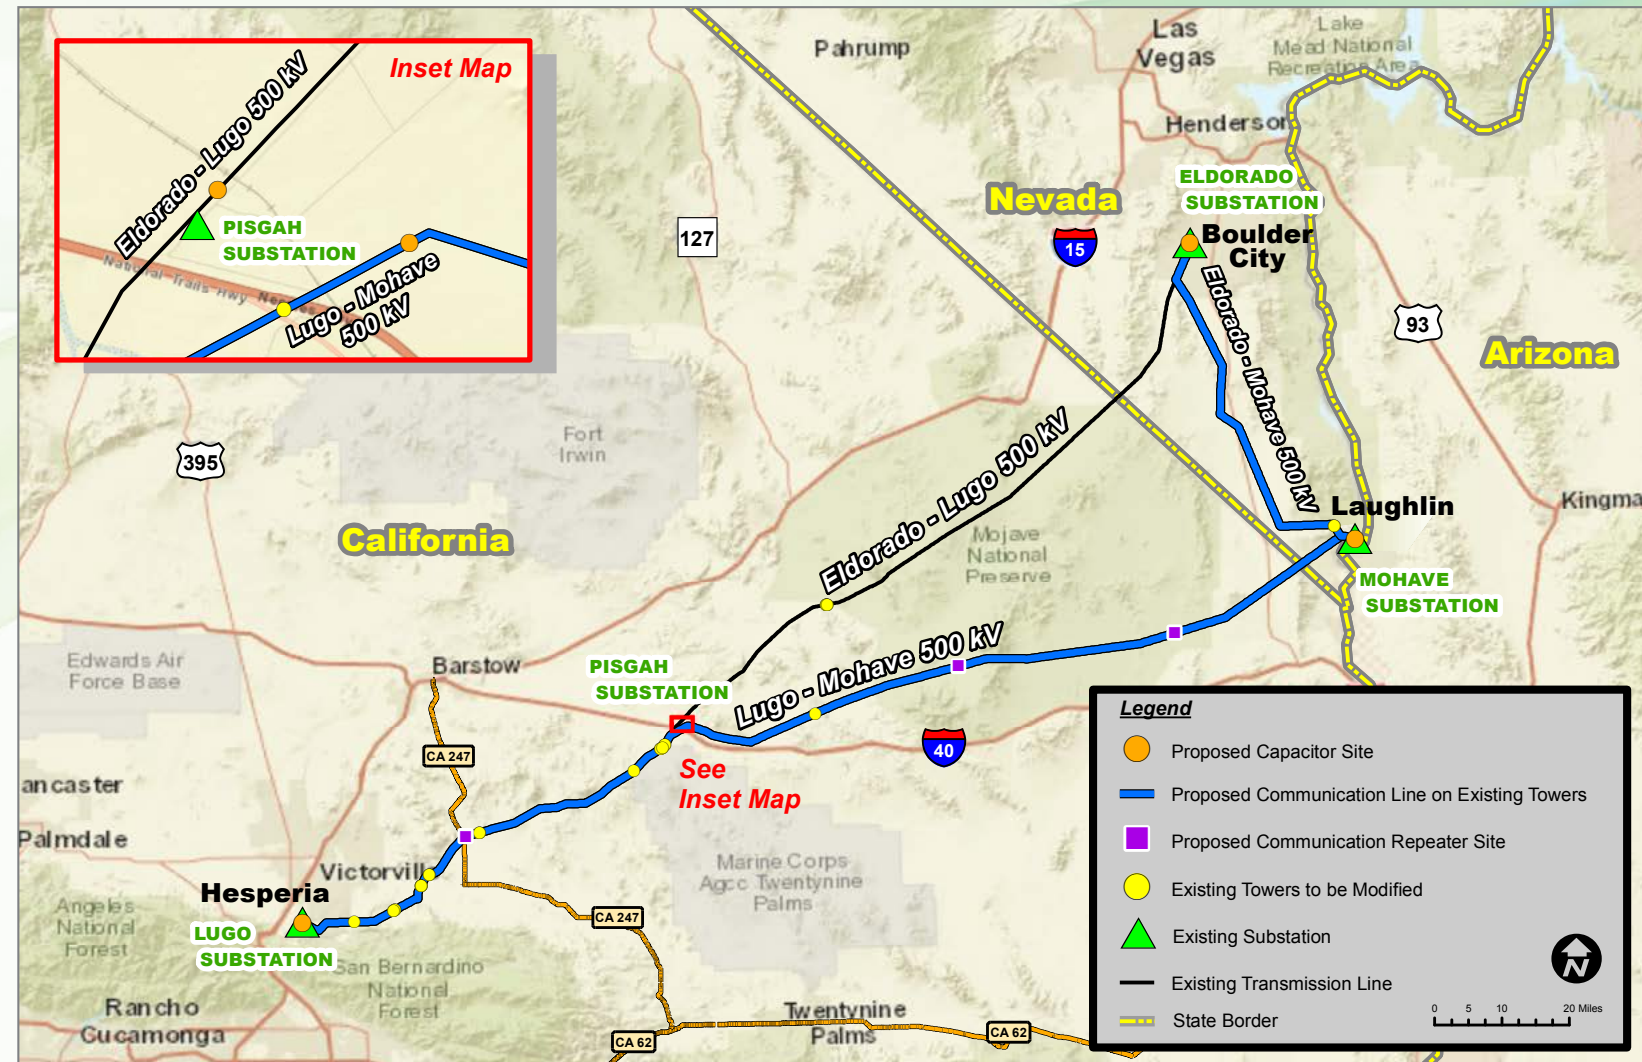 Inset Map
Eldorado - Lugo 500 kV
PISGAH
SUBSTATION
National Trails Hwy
Lugo - Mohave
500 kV
Pahrump
Las
Vegas
Lake
Mead National
Recreation Area
Henderson
Nevada
ELDORADO
SUBSTATION
127
15
Boulder
City
93
Arizona
Eldorado - Mohave 500 kV
395
Fort
Irwin
California
Eldorado - Lugo 500 kV
Mojave
National
Preserve
Laughlin
Kingma
MOHAVE
SUBSTATION
Edwards Air
Force Base
Barstow
PISGAH
SUBSTATION
Lugo - Mohave 500 kV
CA 247
40
See
Inset Map
ancaster
Palmdale
Victorville
Hesperia
Marine Corps
Agcc Twentynine
Palms
Angeles
National
Forest
LUGO
SUBSTATION
CA 247
San Bernardino
National
Forest
Rancho
Cucamonga
Twentynine
Palms
CA 62
CA 62
Legend
Proposed Capacitor Site
Proposed Communication Line on Existing Towers
Proposed Communication Repeater Site
Existing Towers to be Modified
Existing Substation
N
Existing Transmission Line
0 5 10 20 Miles
State Border